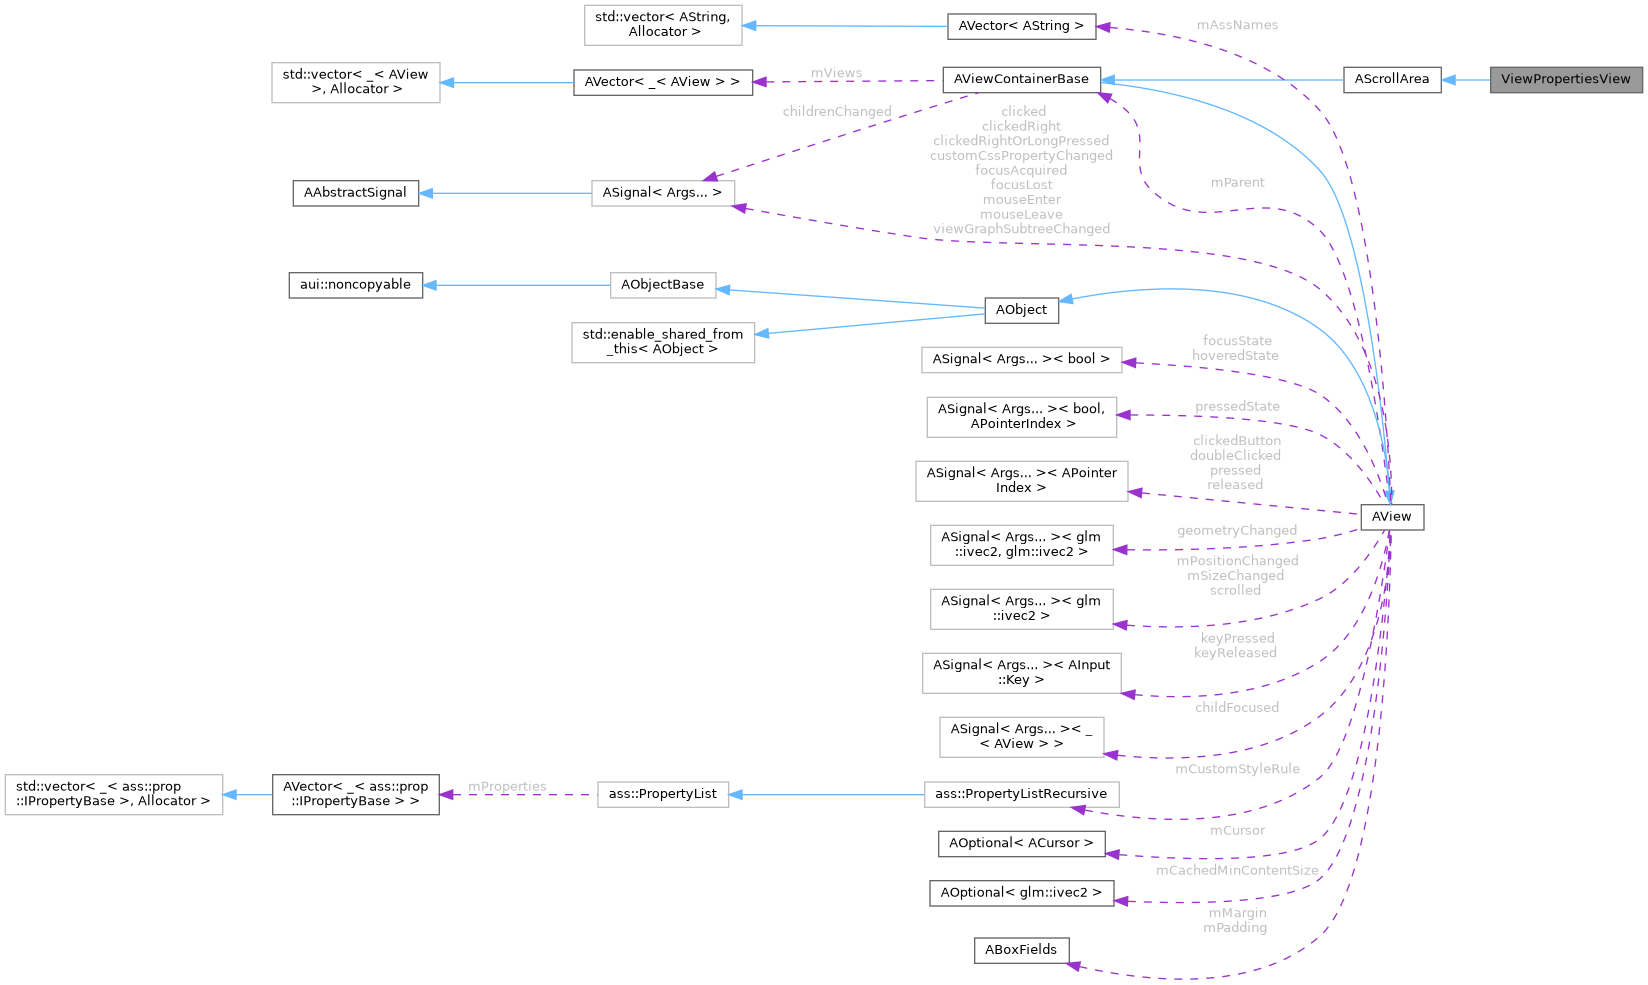 std::vector< AString,
Allocator >
AVector< AString >
mAssNames
std::vector< _< AView
>, Allocator >
AVector< _< AView > >
mViews
AViewContainerBase
AScrollArea
ViewPropertiesView
childrenChanged
clicked
clickedRight
clickedRightOrLongPressed
customCssPropertyChanged
focusAcquired
focusLost
mouseEnter
mouseLeave
viewGraphSubtreeChanged
mParent
AAbstractSignal
ASignal< Args... >
aui::noncopyable
AObjectBase
AObject
std::enable_shared_from
_this< AObject >
ASignal< Args... >< bool >
focusState
hoveredState
ASignal< Args... >< bool,
APointerIndex >
pressedState
ASignal< Args... >< APointer
Index >
clickedButton
doubleClicked
pressed
released
AView
ASignal< Args... >< glm
::ivec2, glm::ivec2 >
geometryChanged
ASignal< Args... >< glm
::ivec2 >
mPositionChanged
mSizeChanged
scrolled
ASignal< Args... >< AInput
::Key >
keyPressed
keyReleased
ASignal< Args... >< _
< AView > >
childFocused
std::vector< _< ass::prop
::IPropertyBase >, Allocator >
AVector< _< ass::prop
::IPropertyBase > >
mProperties
ass::PropertyList
ass::PropertyListRecursive
mCustomStyleRule
AOptional< ACursor >
mCursor
AOptional< glm::ivec2 >
mCachedMinContentSize
ABoxFields
mMargin
mPadding